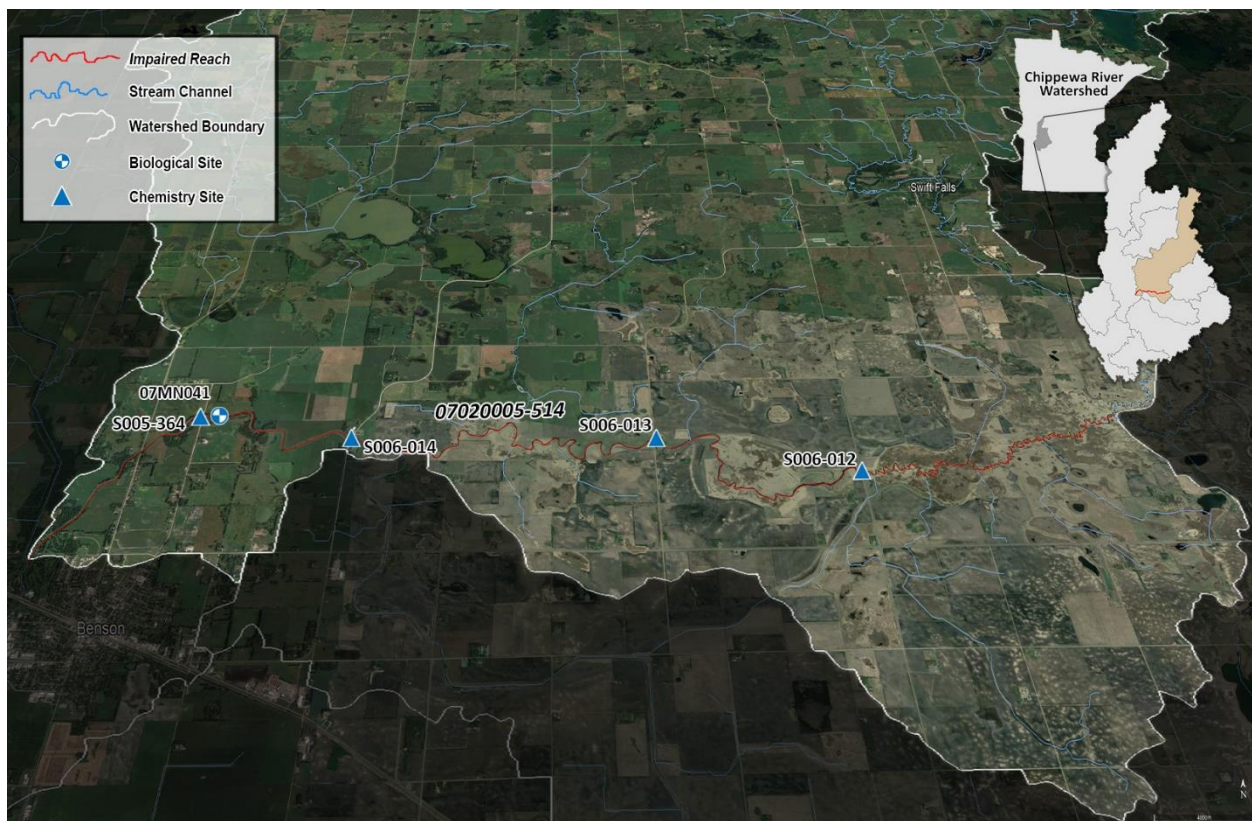 Impaired Reach
Stream Channel
Watershed Boundary
Biological Site
Chemistry Site
Chippewa River
Watershed
Swift Falls
07MN041
S005-364
S006-014
07020005-514
S006-013
S006-012
Benson
N